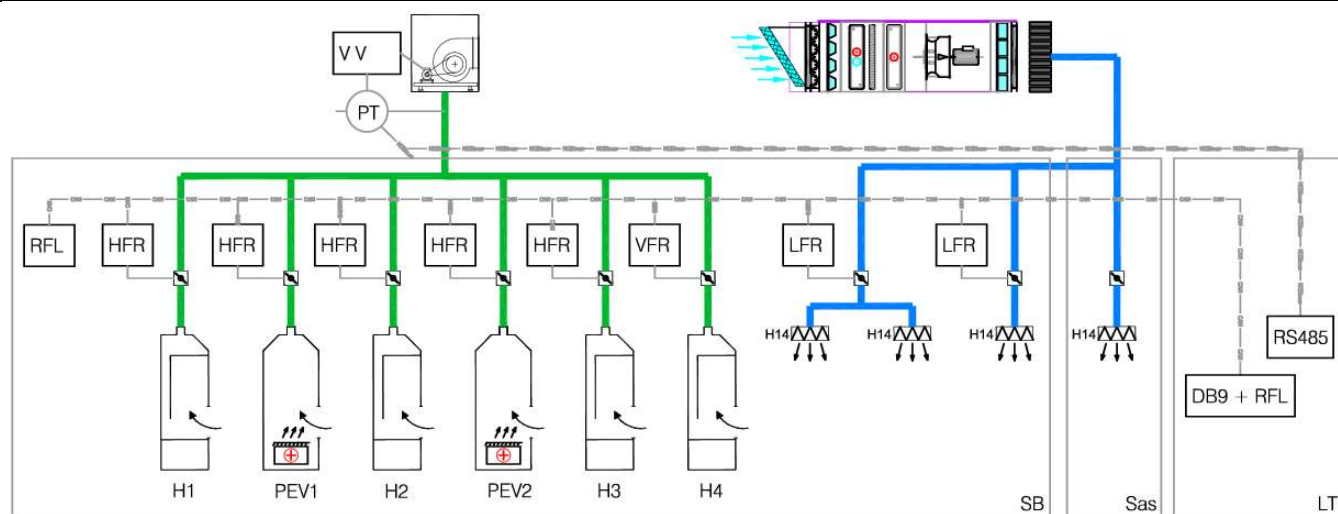 V V
PT
RFL
HFR
HFR
HFR
HFR
HFR
VFR
LFR
LFR
H14
H14
H14
H14
RS485
DB9 + RFL
H1
PEV1
H2
PEV2
H3
H4
SB
Sas
LT